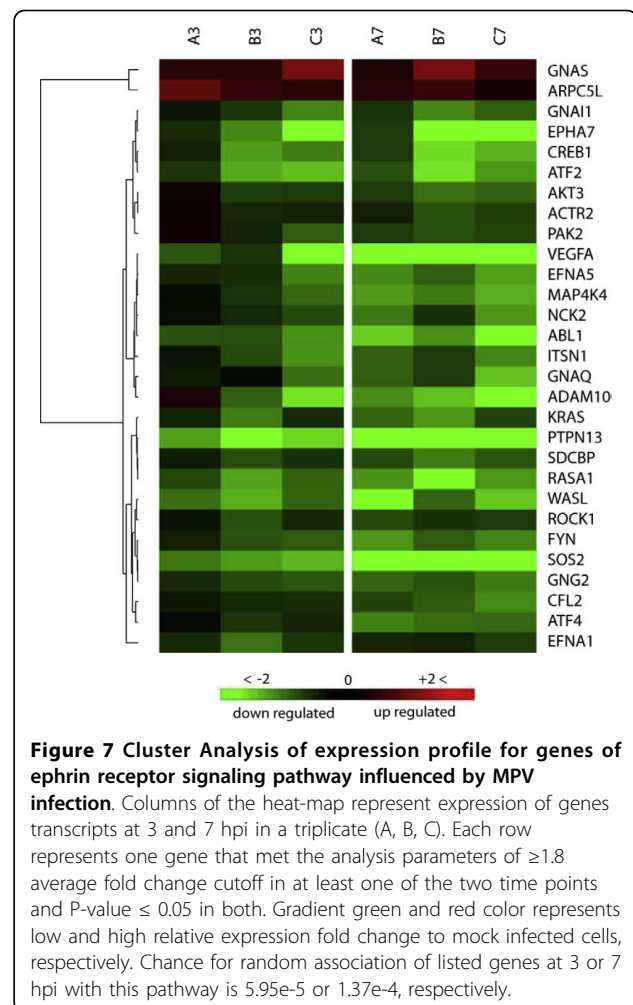 A3 B3 C3 A7 B7 C7
GNAS
ARPC5L
GNAI1
EPHA7
CREB1
ATF2
AKT3
ACTR2
PAK2
VEGFA
EFNA5
MAP4K4
NCK2
ABL1
ITSN1
GNAQ
ADAM10
KRAS
PTPN13
SDCBP
RASA1
WASL
ROCK1
FYN
SOS2
GNG2
CFL2
ATF4
EFNA1
< -2 0 +2 <
down regulated up regulated
Figure 7 Cluster Analysis of expression profile for genes of
ephrin receptor signaling pathway influenced by MPV
infection. Columns of the heat-map represent expression of genes
transcripts at 3 and 7 hpi in a triplicate (A, B, C). Each row
represents one gene that met the analysis parameters of ≥1.8
average fold change cutoff in at least one of the two time points
and P-value ≤ 0.05 in both. Gradient green and red color represents
low and high relative expression fold change to mock infected cells,
respectively. Chance for random association of listed genes at 3 or 7
hpi with this pathway is 5.95e-5 or 1.37e-4, respectively.